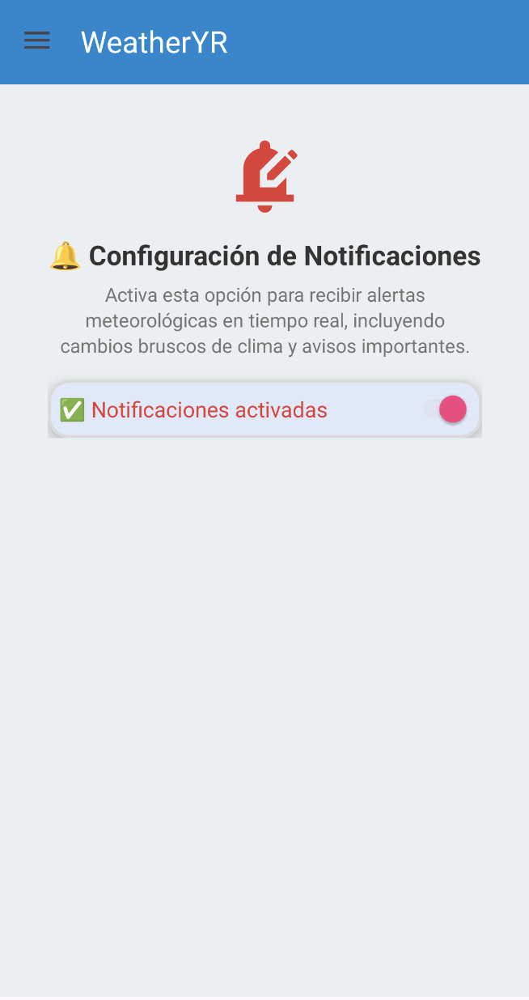 WeatherYR
🔔 Configuración de Notificaciones
Activa esta opción para recibir alertas
meteorológicas en tiempo real, incluyendo
cambios bruscos de clima y avisos importantes.
✅ Notificaciones activadas